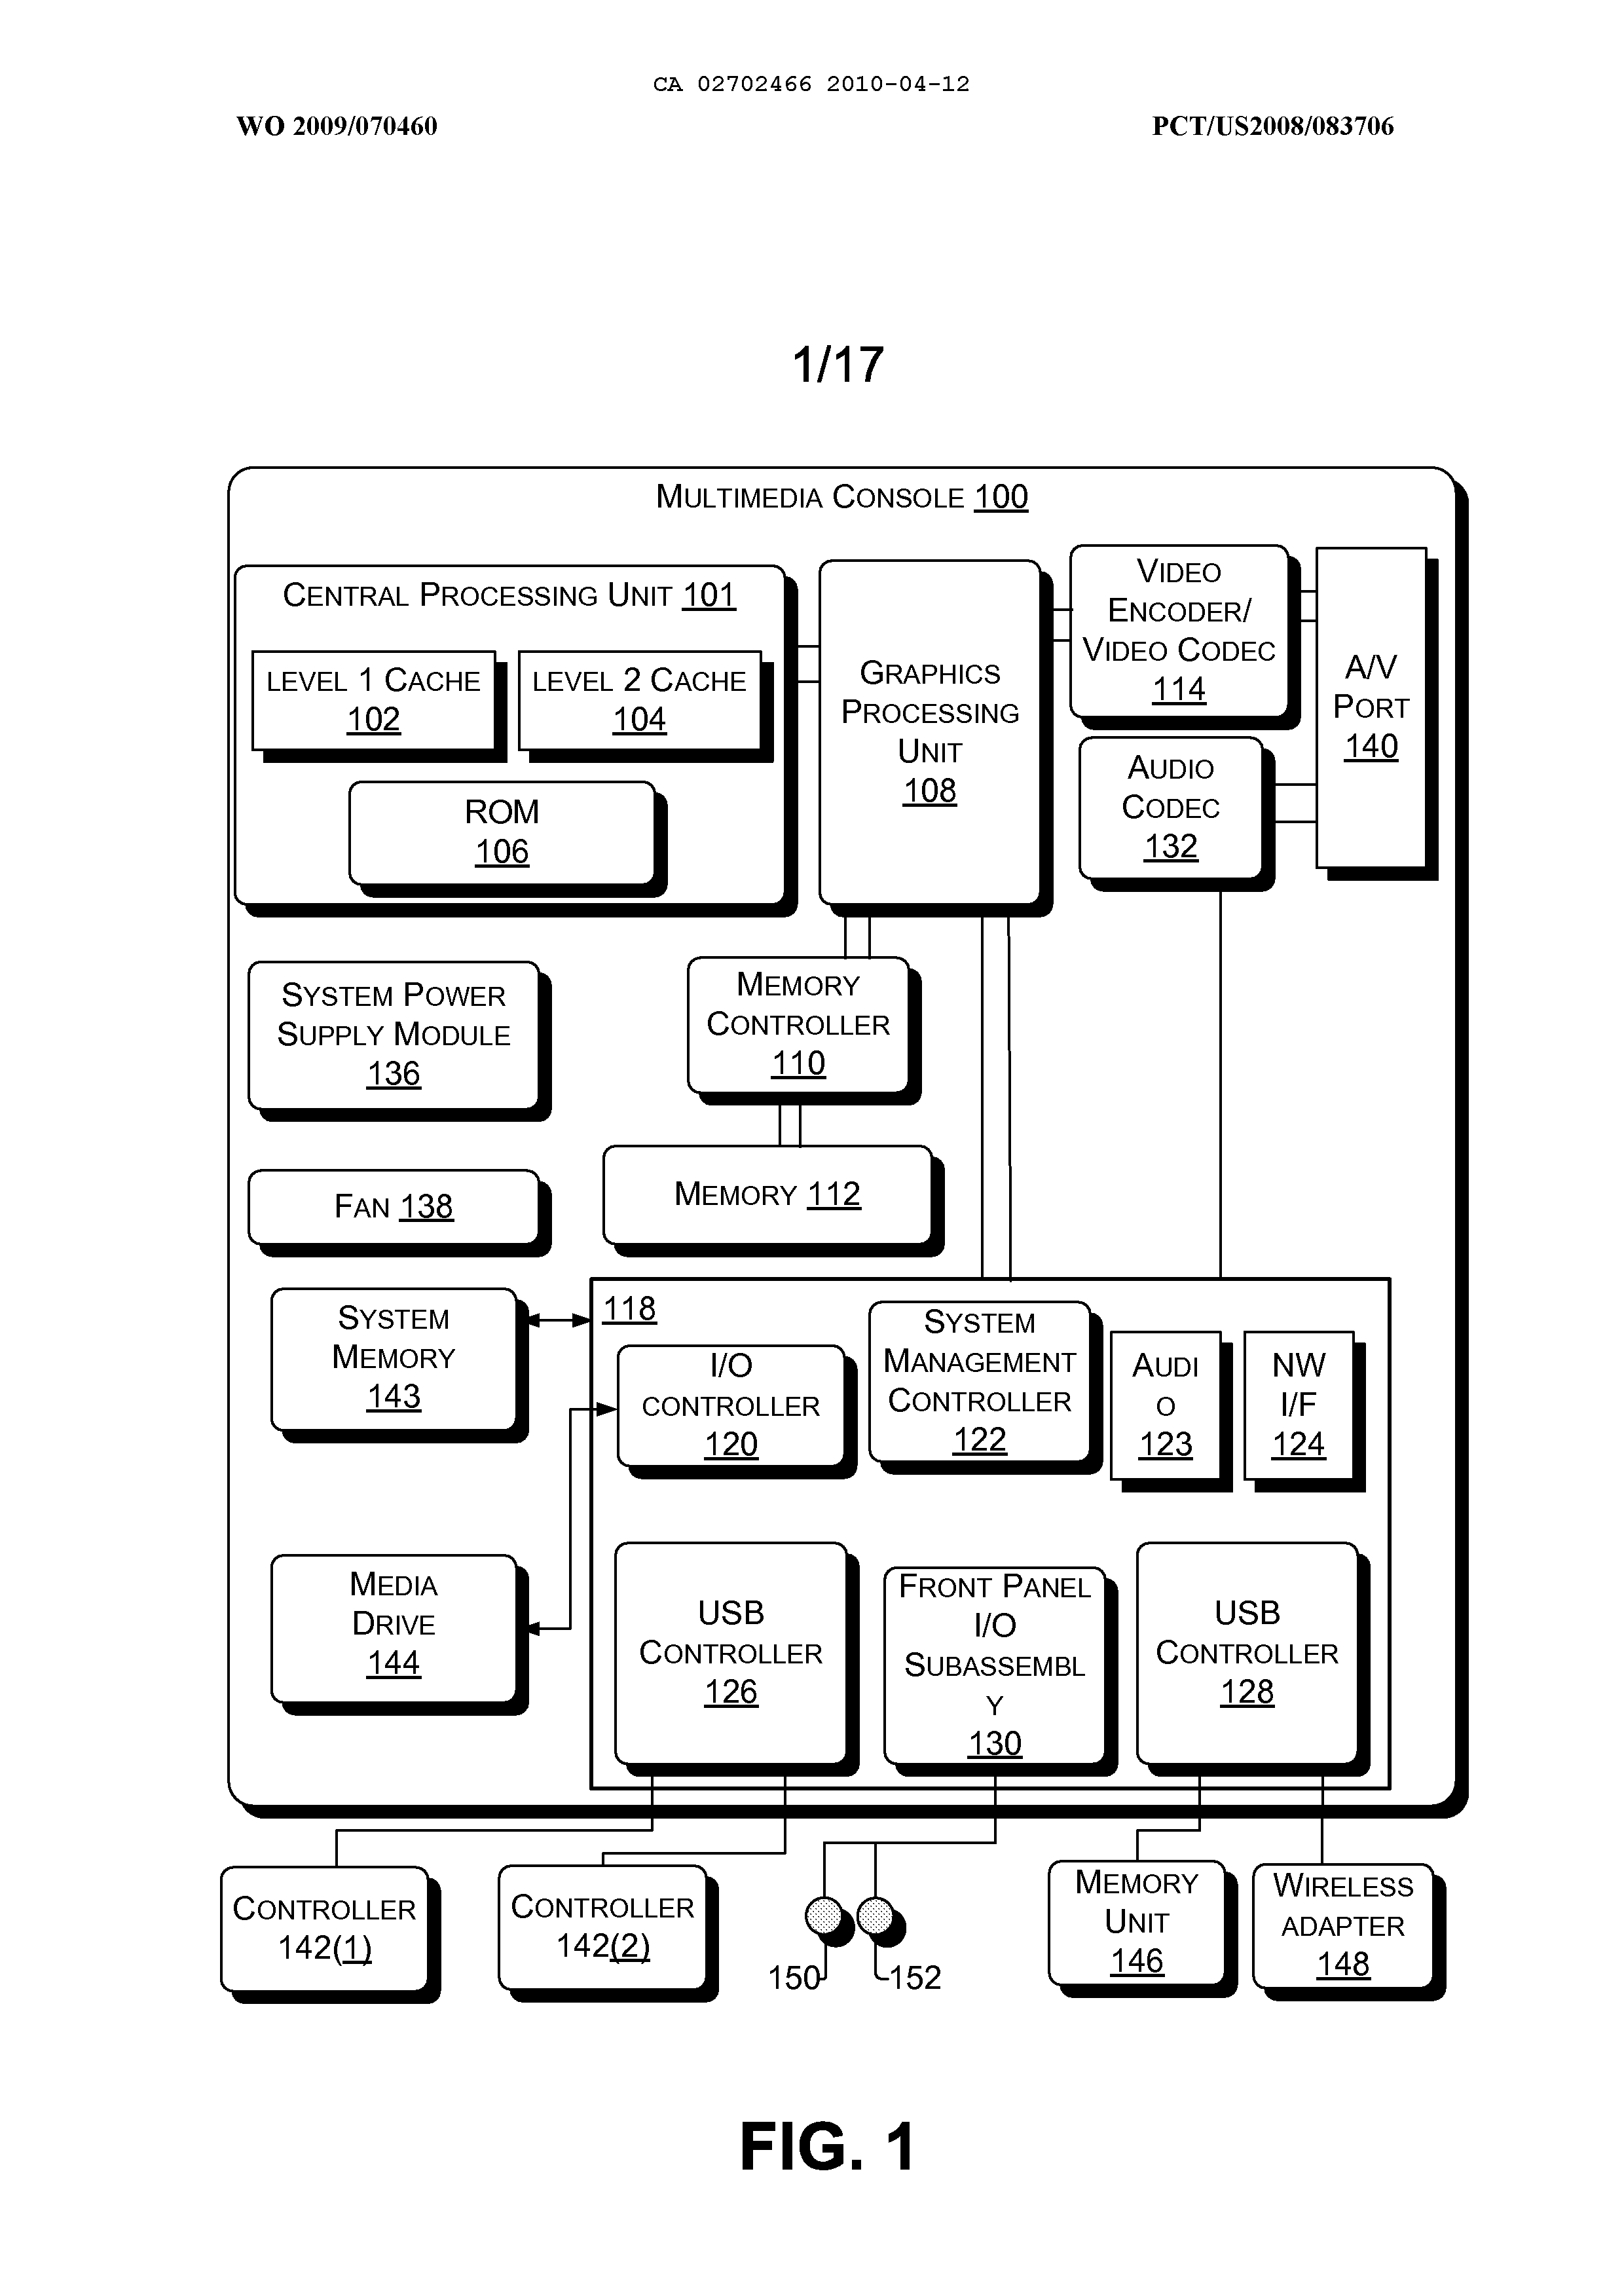 CA 02702466 2010-04-12
WO 2009/070460
PCT/US2008/083706
1/17
MULTIMEDIA CONSOLE 100
CENTRAL PROCESSING UNIT 101
LEVEL 1 CACHE
102
LEVEL 2 CACHE
104
ROM
106
GRAPHICS
PROCESSING
UNIT
108
VIDEO
ENCODER/
VIDEO CODEC
114
AUDIO
CODEC
132
A/V
PORT
140
SYSTEM POWER
SUPPLY MODULE
136
MEMORY
CONTROLLER
110
FAN 138
MEMORY 112
SYSTEM
MEMORY
143
118
I/O
CONTROLLER
120
SYSTEM
MANAGEMENT
CONTROLLER
122
AUDI
O
123
NW
I/F
124
MEDIA
DRIVE
144
USB
CONTROLLER
126
FRONT PANEL
I/O
SUBASSEMBL
Y
130
USB
CONTROLLER
128
CONTROLLER
142(1)
CONTROLLER
142(2)
150
152
MEMORY
UNIT
146
WIRELESS
ADAPTER
148
FIG. 1